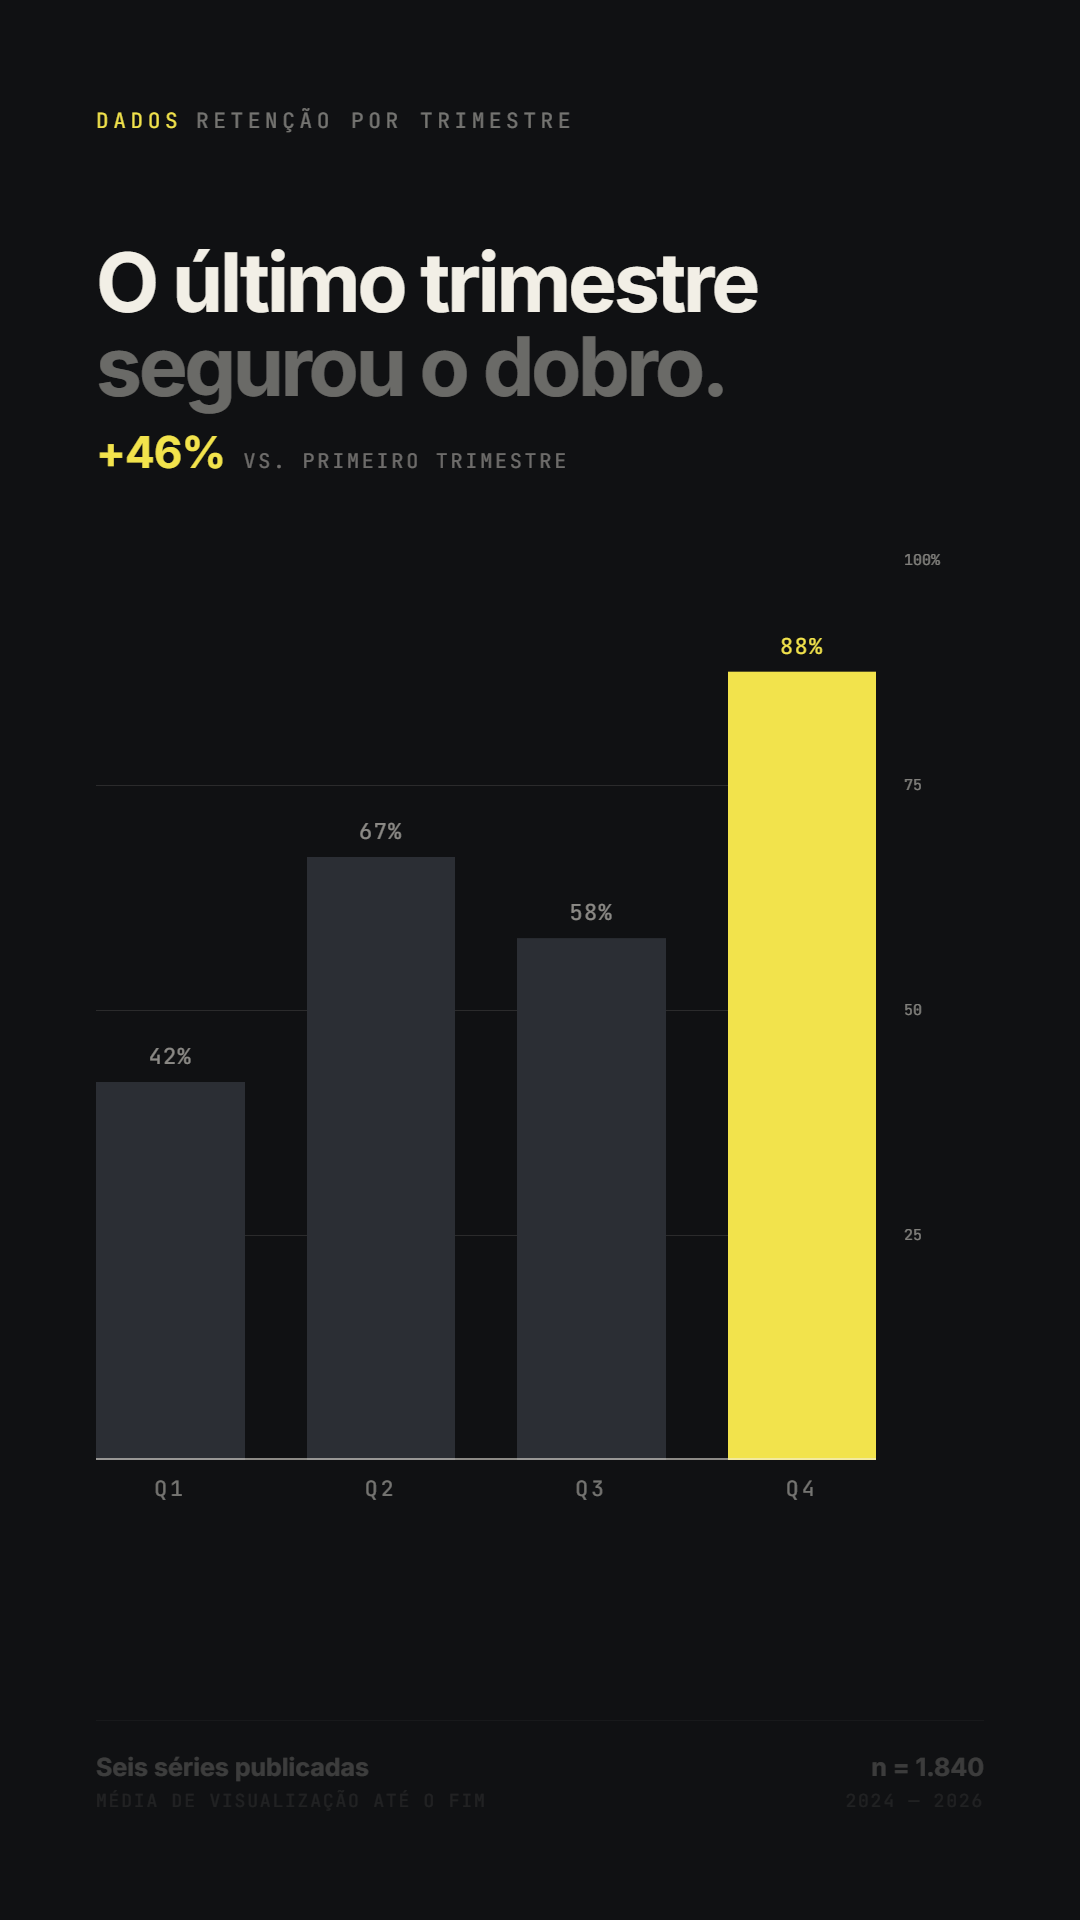 DADOS RETENÇÃO POR TRIMESTRE
O último trimestre
segurou o dobro.
+46% VS. PRIMEIRO TRIMESTRE
100%
88%
75
67%
58%
50
42%
25
Q1 Q2 Q3 Q4
Seis séries publicadas
MÉDIA DE VISUALIZAÇÃO ATÉ O FIM
n = 1.840
2024 — 2026